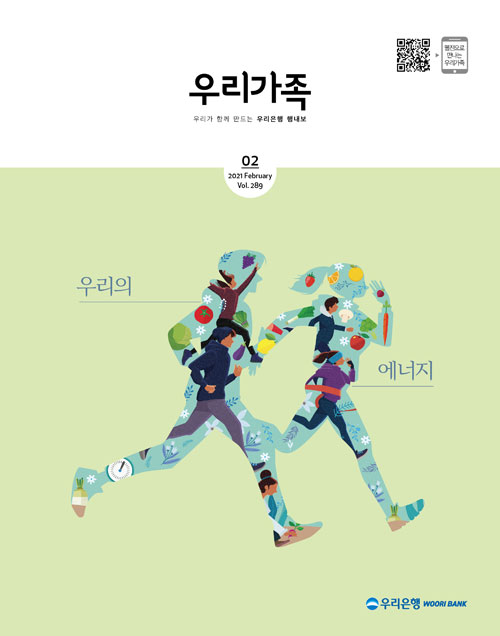 웹진으로
만나는
우리가족
우리가족
우리가 함께 만드는 우리은행 행내보
02
2021 February
Vol. 289
우리의
에너지
우리은행 WOORI BANK